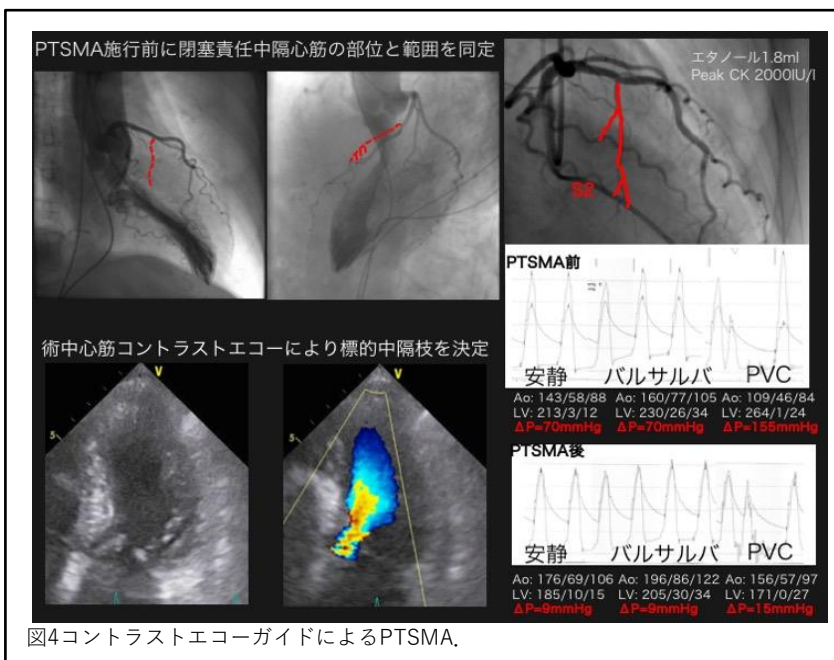 PTSMA施行前に閉塞責任中隔心筋の部位と範囲を同定
エタノール1.8ml
Peak CK 2000IU/l
S2
術中心筋コントラストエコーにより標的中隔枝を決定
V
5
V
5
PTSMA前
安静 バルサルバ PVC
Ao: 143/58/88 Ao: 160/77/105 Ao: 109/46/84
LV: 213/3/12 LV: 230/26/34 LV: 264/1/24
ΔP=70mmHg ΔP=70mmHg ΔP=155mmHg
PTSMA後
安静 バルサルバ PVC
Ao: 176/69/106 Ao: 196/86/122 Ao: 156/57/97
LV: 185/10/15 LV: 205/30/34 LV: 171/0/27
ΔP=9mmHg ΔP=9mmHg ΔP=15mmHg
図4コントラストエコーガイドによるPTSMA.